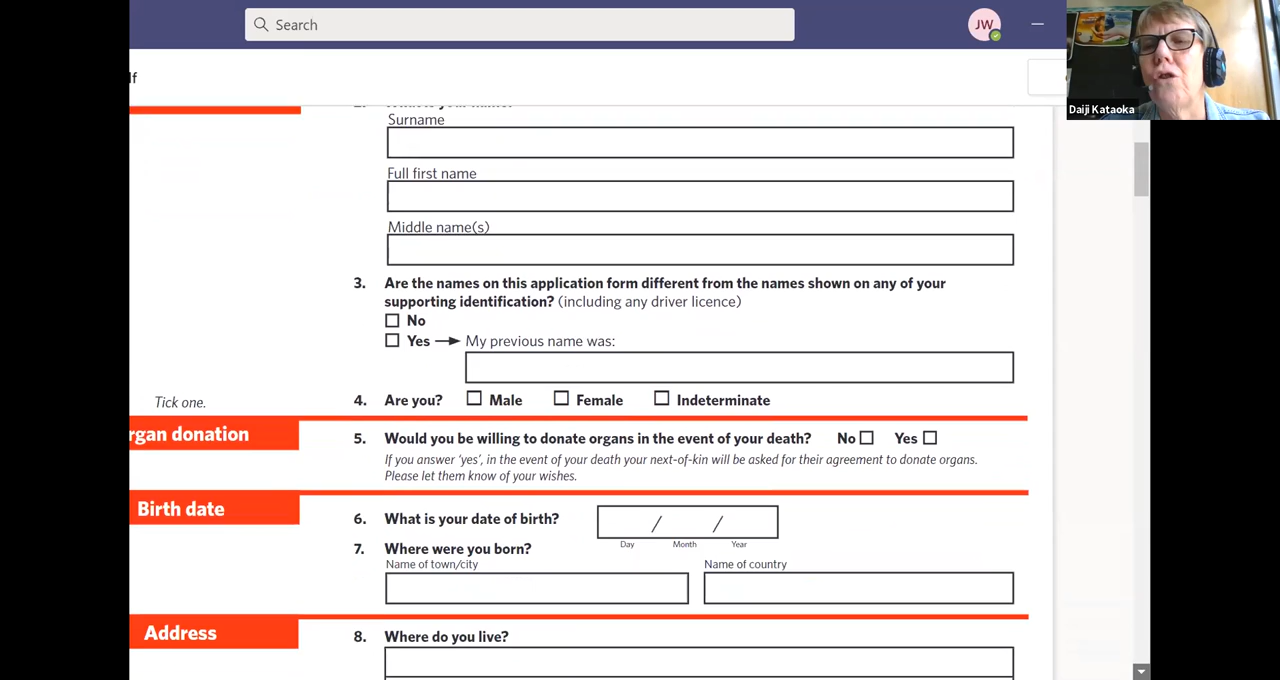 Search
JW
lf
Daiji Kataoka
Surname
Full first name
Middle name(s)
3. Are the names on this application form different from the names shown on any of your
supporting identification? (including any driver licence)
No
Yes My previous name was:
Tick one.
4. Are you? Male Female Indeterminate
rgan donation
5. Would you be willing to donate organs in the event of your death? No Yes
If you answer ‘yes’, in the event of your death your next-of-kin will be asked for their agreement to donate organs.
Please let them know of your wishes.
Birth date
6. What is your date of birth? / /
Day Month Year
7. Where were you born?
Name of town/city Name of country
Address
8. Where do you live?